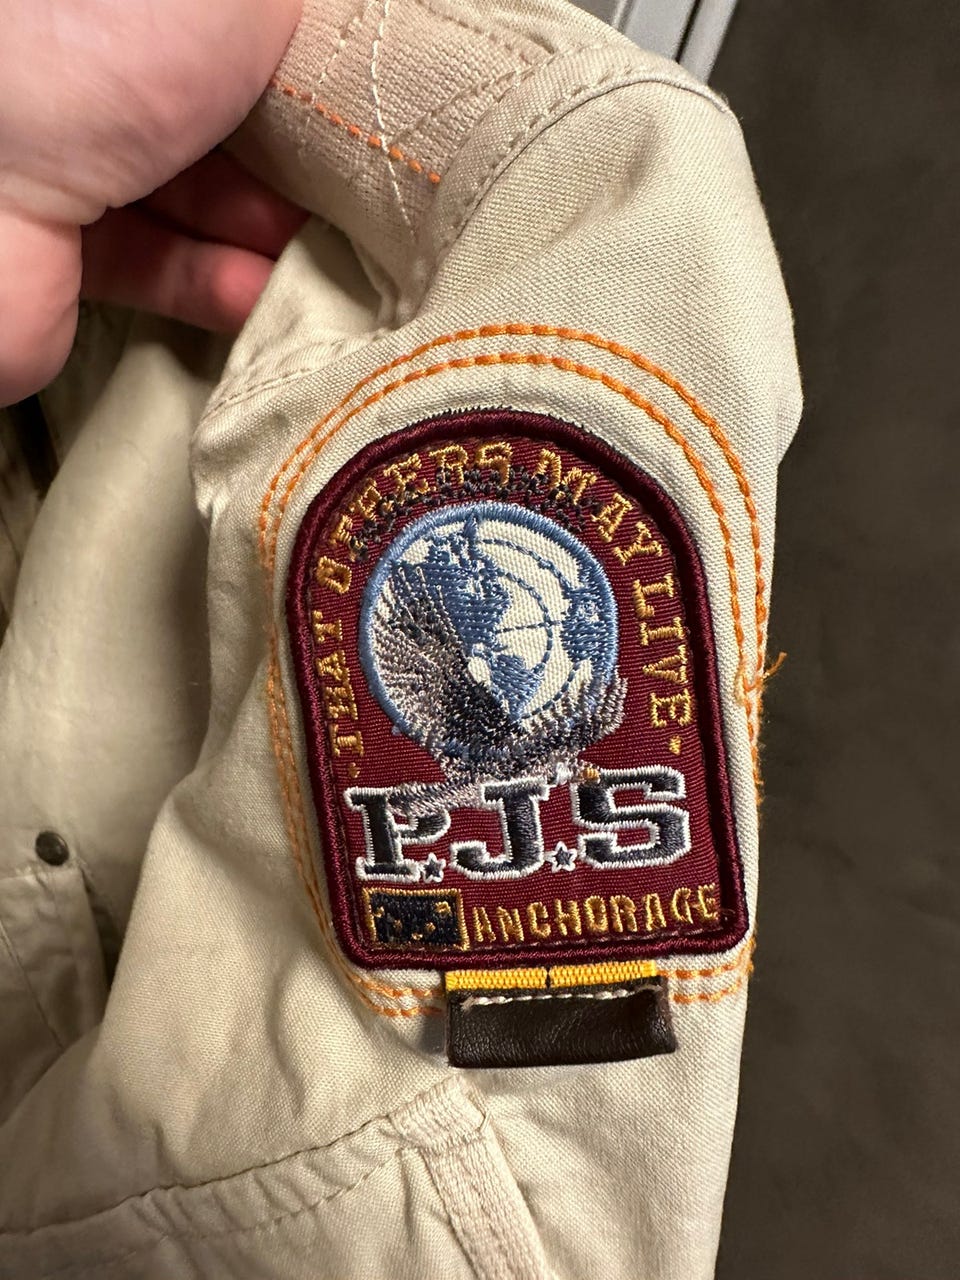 THAT OTHERS MAY LIVE
P.J.S
ANCHORAGE